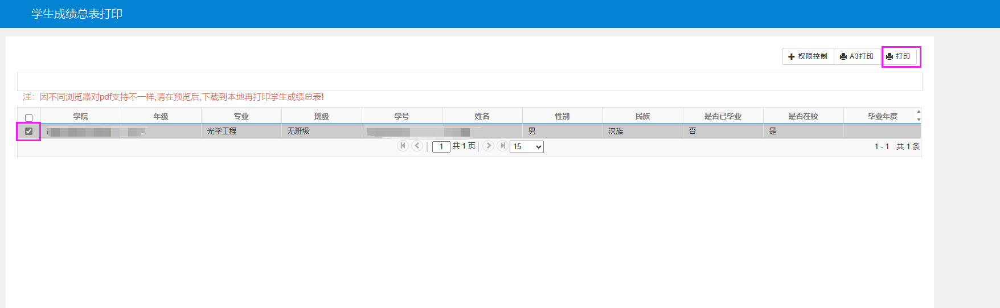 学生成绩总表打印
权限控制 A3打印 打印
注：因不同浏览器对pdf支持不一样,请在预览后,下载到本地再打印学生成绩总表!
学院 年级 专业 班级 学号 姓名 性别 民族 是否已毕业 是否在校 毕业年度
光学工程 无班级 男 汉族 否 是
1 共 1 页 15 1 - 1 共 1 条